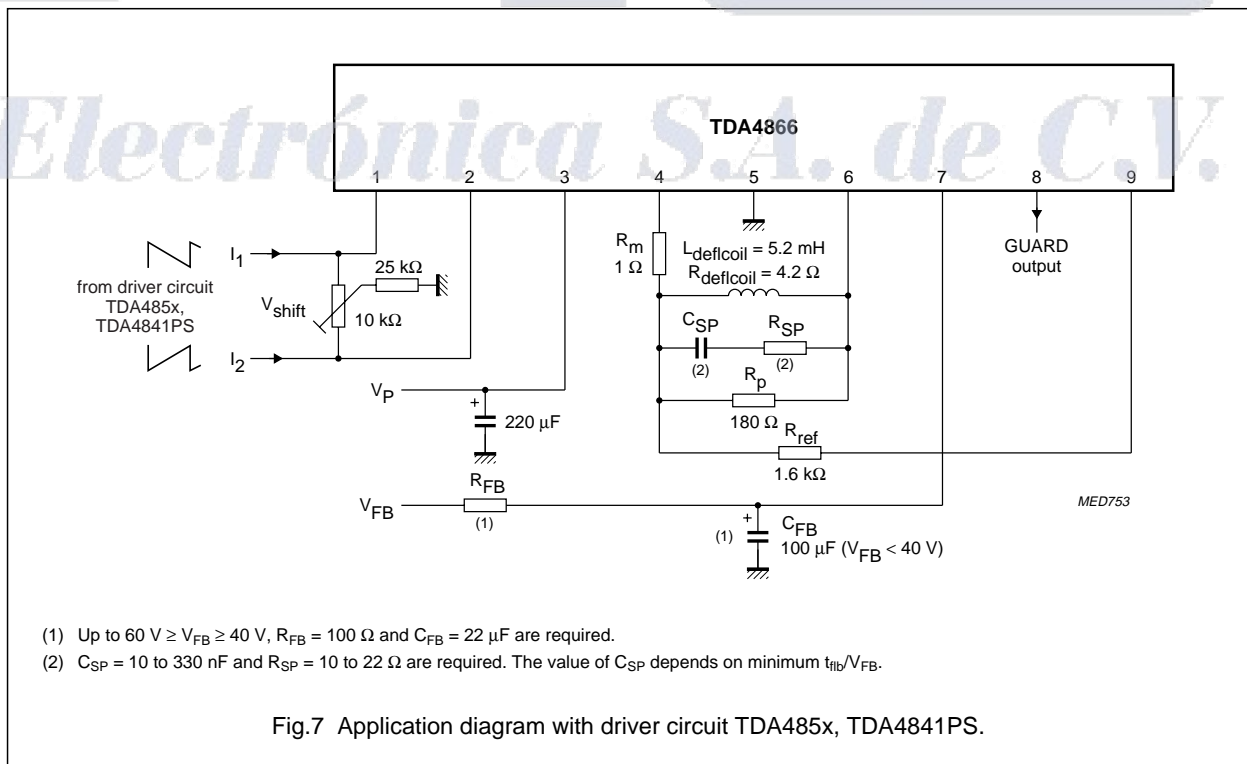 Electrónica S.A. de C.V.
TDA4866
1 2 3 4 5 6 7 8 9
I1
from driver circuit
TDA485x,
TDA4841PS
I2
Vshift
25 kΩ
10 kΩ
VP
+
220 μF
VFB
RFB
(1)
Rm
1 Ω
Ldeflcoil = 5.2 mH
Rdeflcoil = 4.2 Ω
CSP
(2)
RSP
(2)
Rp
180 Ω
Rref
1.6 kΩ
GUARD
output
MED753
(1)
+
CFB
100 μF (VFB < 40 V)
(1) Up to 60 V ≥ VFB ≥ 40 V, RFB = 100 Ω and CFB = 22 μF are required.
(2) CSP = 10 to 330 nF and RSP = 10 to 22 Ω are required. The value of CSP depends on minimum tflb/VFB.
Fig.7 Application diagram with driver circuit TDA485x, TDA4841PS.